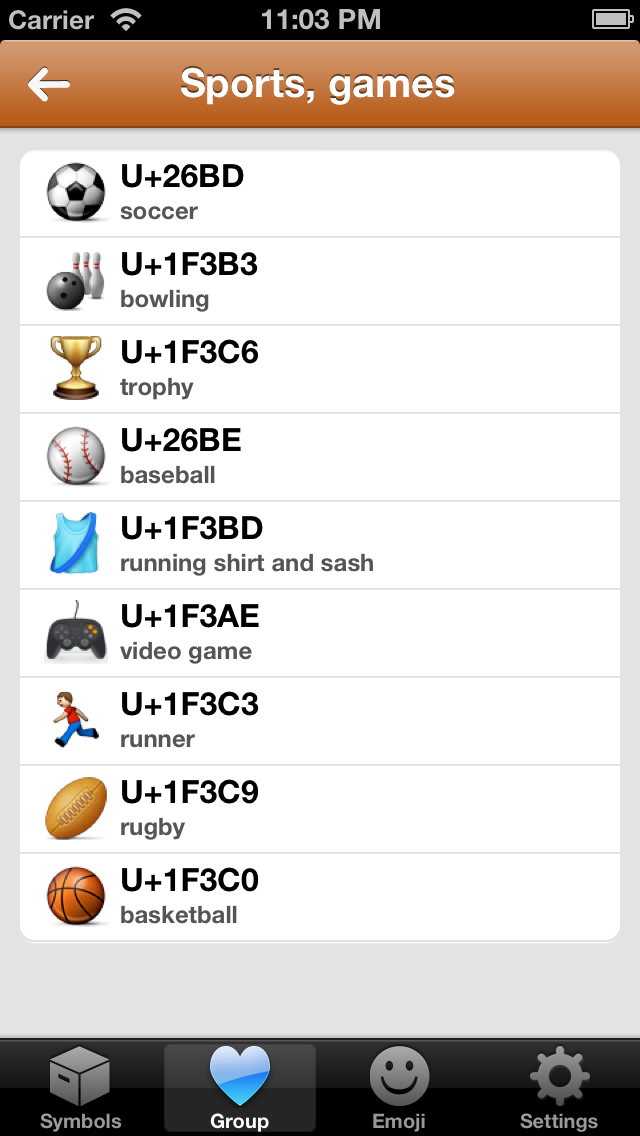 Carrier 11:03 PM
Sports, games
U+26BD
soccer
U+1F3B3
bowling
U+1F3C6
trophy
U+26BE
baseball
U+1F3BD
running shirt and sash
U+1F3AE
video game
U+1F3C3
runner
U+1F3C9
rugby
U+1F3C0
basketball
Symbols Group Emoji Settings